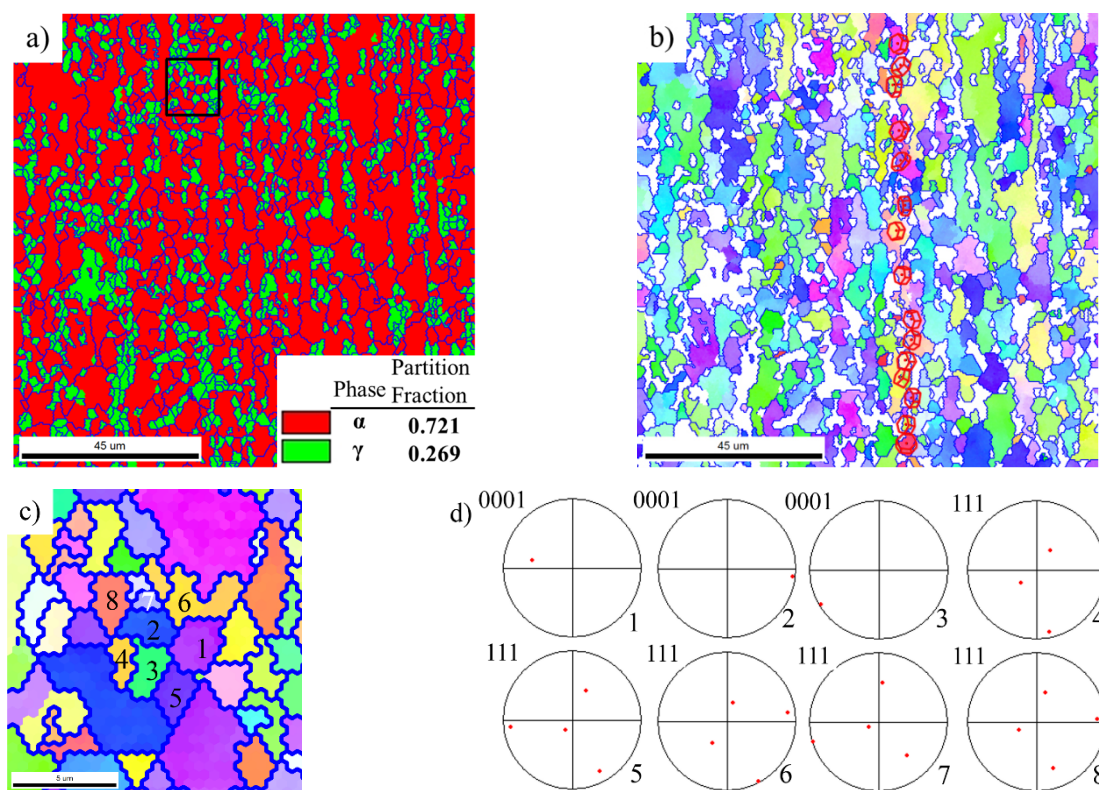 a)
Partition
Phase Fraction
α 0.721
γ 0.269
45 um
b)
45 um
c)
8 7 6
2
1
4 3
5
5 um
d)
0001 0001 0001 111
1 2 3 4
111 111 111 111
5 6 7 8